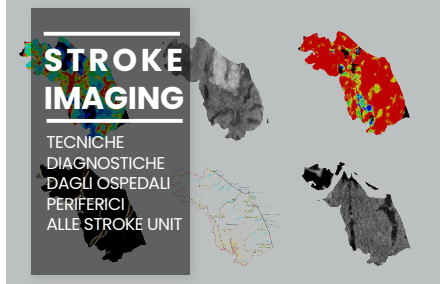 STROKE
IMAGING
TECNICHE
DIAGNOSTICHE
DAGLI OSPEDALI
PERIFERICI
ALLE STROKE UNIT